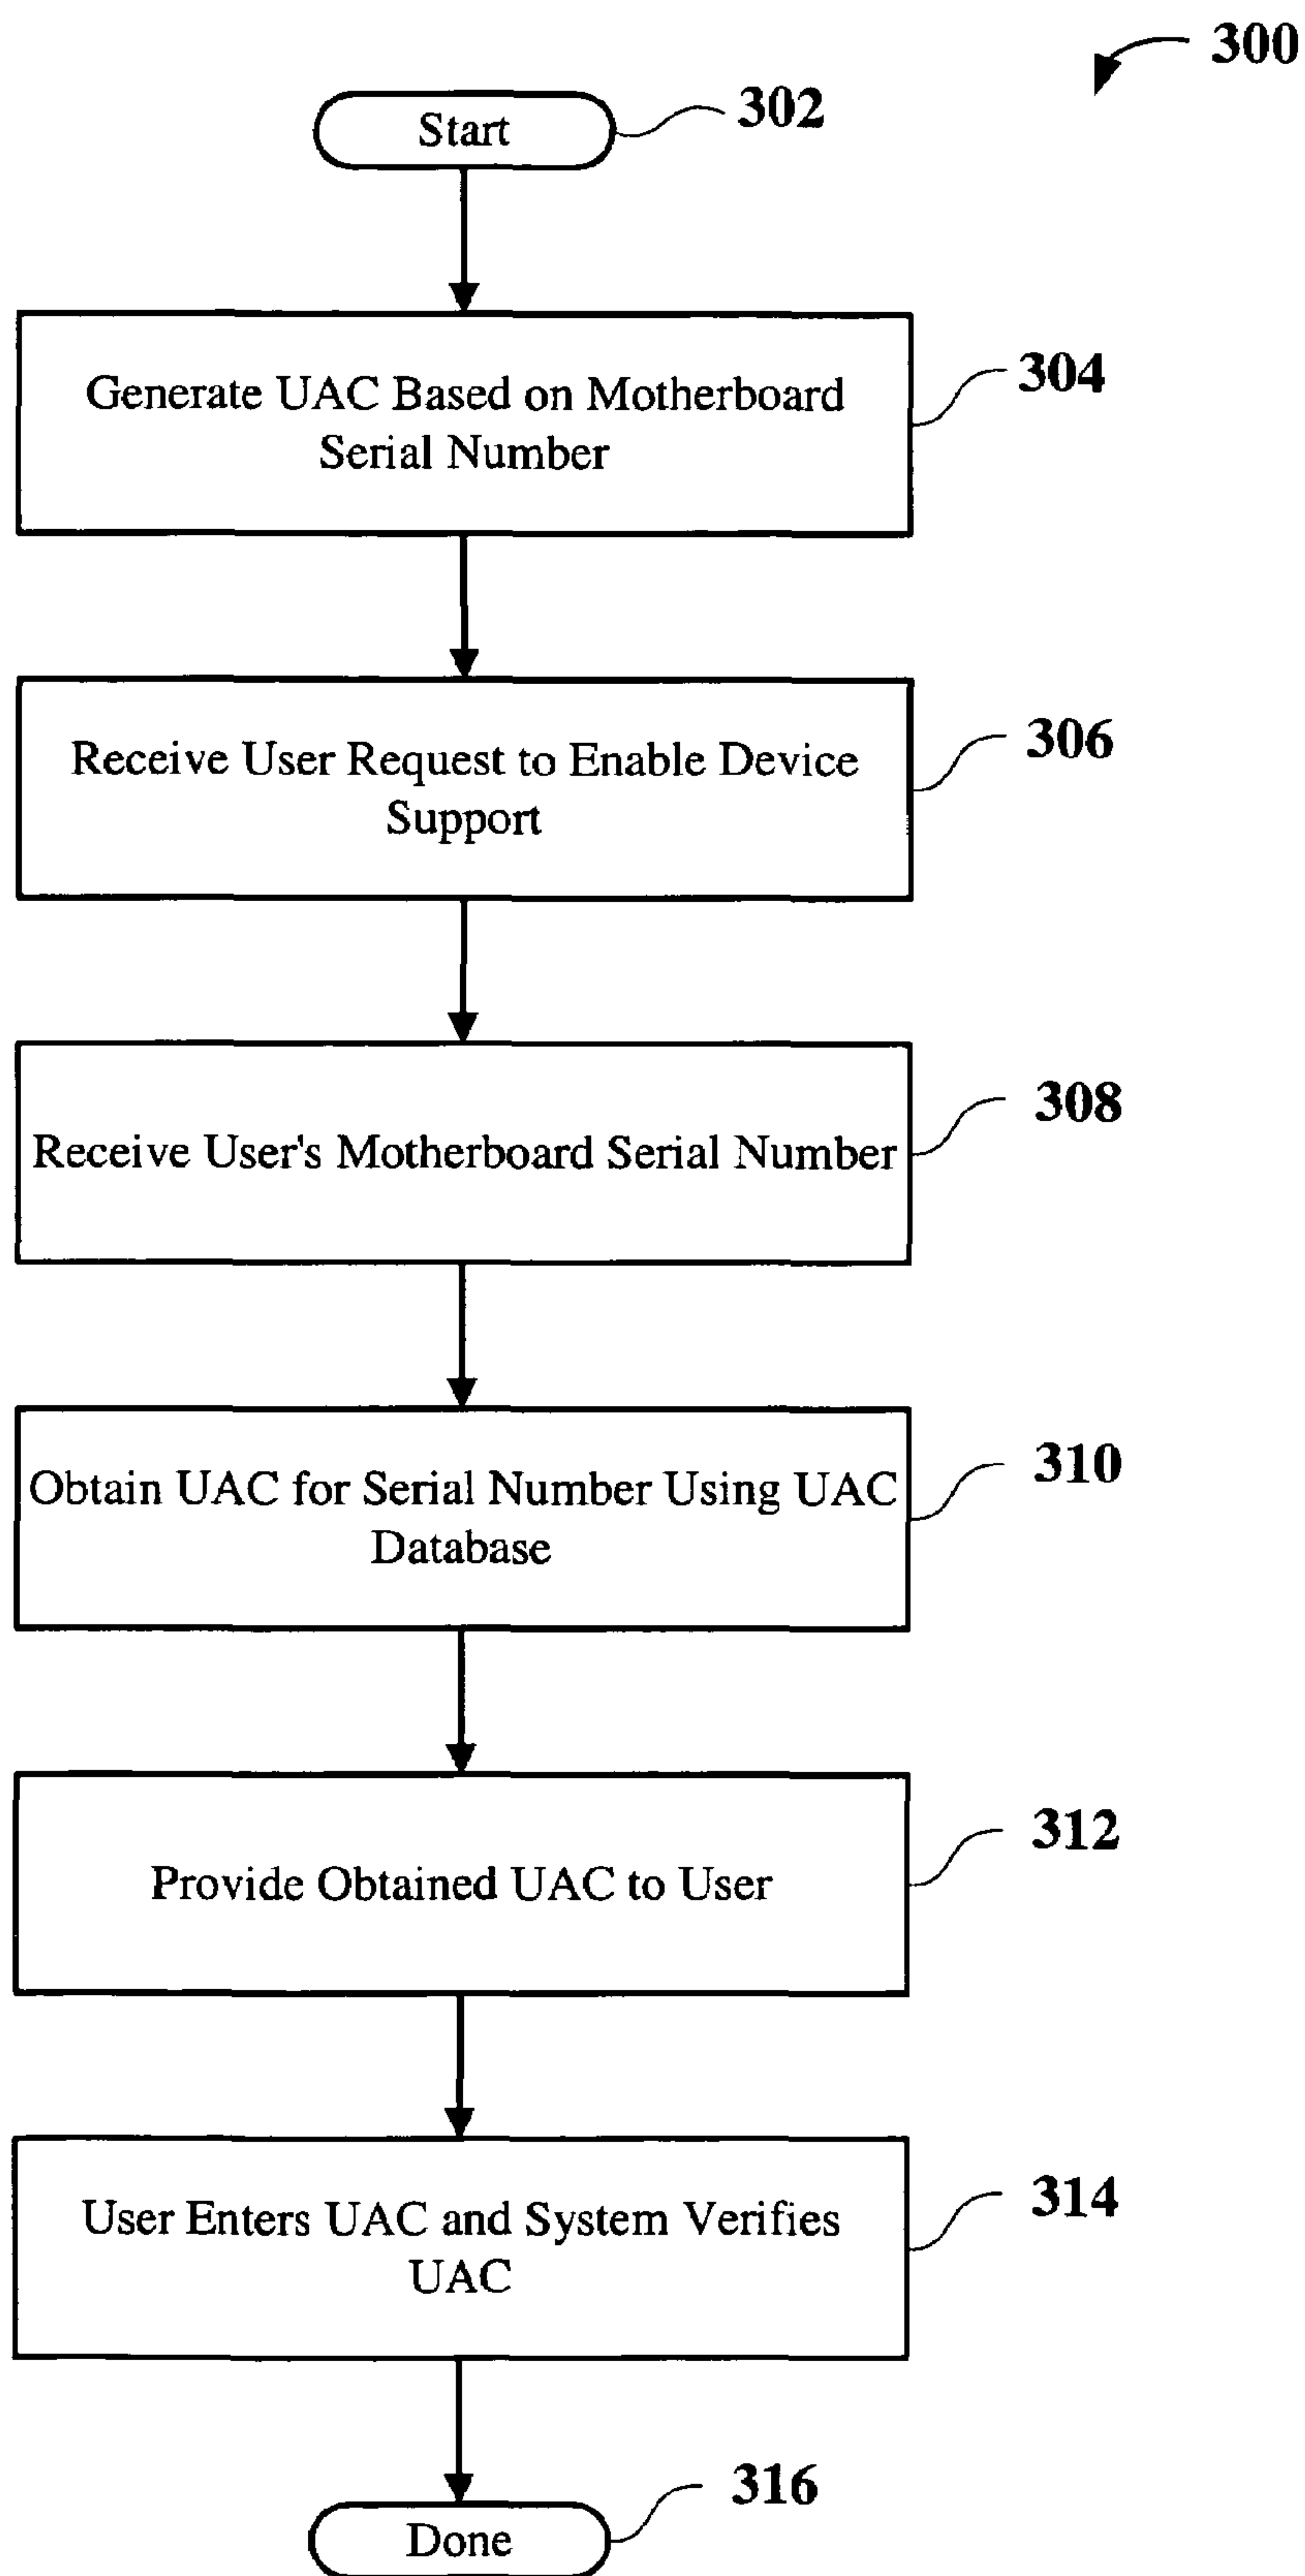 300
Start
302
Generate UAC Based on Motherboard
Serial Number
304
Receive User Request to Enable Device
Support
306
Receive User's Motherboard Serial Number
308
Obtain UAC for Serial Number Using UAC
Database
310
Provide Obtained UAC to User
312
User Enters UAC and System Verifies
UAC
314
Done
316